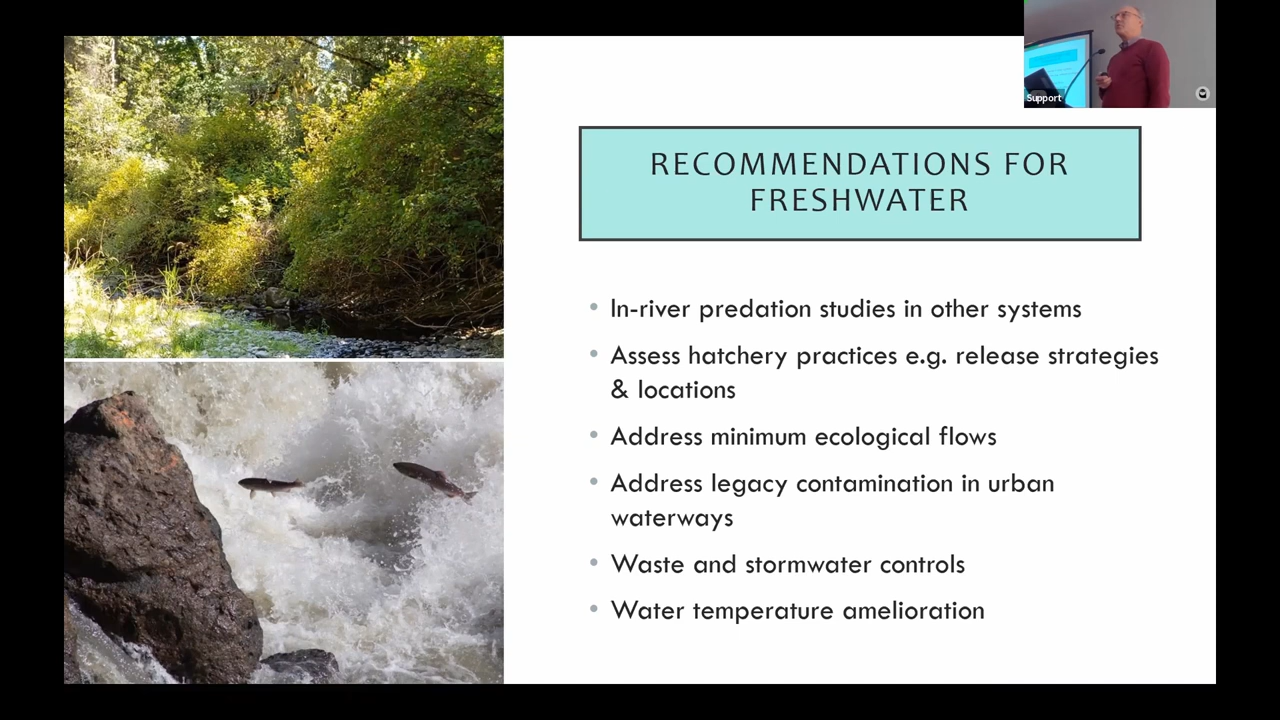 Support
RECOMMENDATIONS FOR
FRESHWATER
• In-river predation studies in other systems
• Assess hatchery practices e.g. release strategies
& locations
• Address minimum ecological flows
• Address legacy contamination in urban
waterways
• Waste and stormwater controls
• Water temperature amelioration